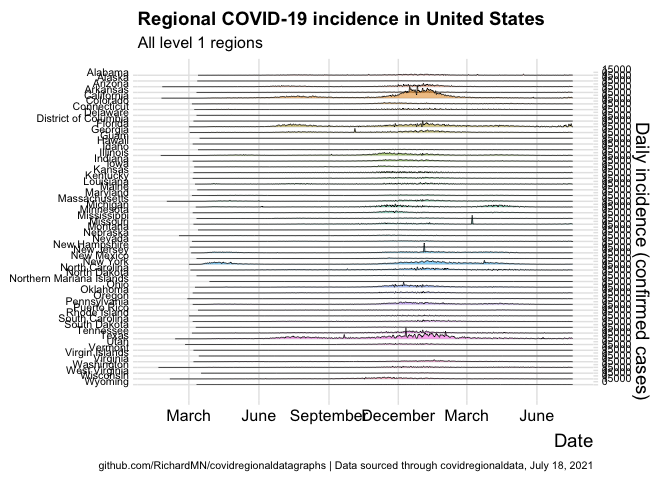 Regional COVID-19 incidence in United States
All level 1 regions
Alabama
Alaska
Arizona
Arkansas
California
Colorado
Connecticut
Delaware
District of Columbia
Florida
Georgia
Guam
Hawaii
Idaho
Illinois
Indiana
Iowa
Kansas
Kentucky
Louisiana
Maine
Maryland
Massachusetts
Michigan
Minnesota
Mississippi
Missouri
Montana
Nebraska
Nevada
New Hampshire
New Jersey
New Mexico
New York
North Carolina
North Dakota
Northern Mariana Islands
Ohio
Oklahoma
Oregon
Pennsylvania
Puerto Rico
Rhode Island
South Carolina
South Dakota
Tennessee
Texas
Utah
Vermont
Virgin Islands
Virginia
Washington
West Virginia
Wisconsin
Wyoming
Daily incidence (confirmed cases)
March June September December March June
Date
github.com/RichardMN/covidregionaldatagraphs | Data sourced through covidregionaldata, July 18, 2021